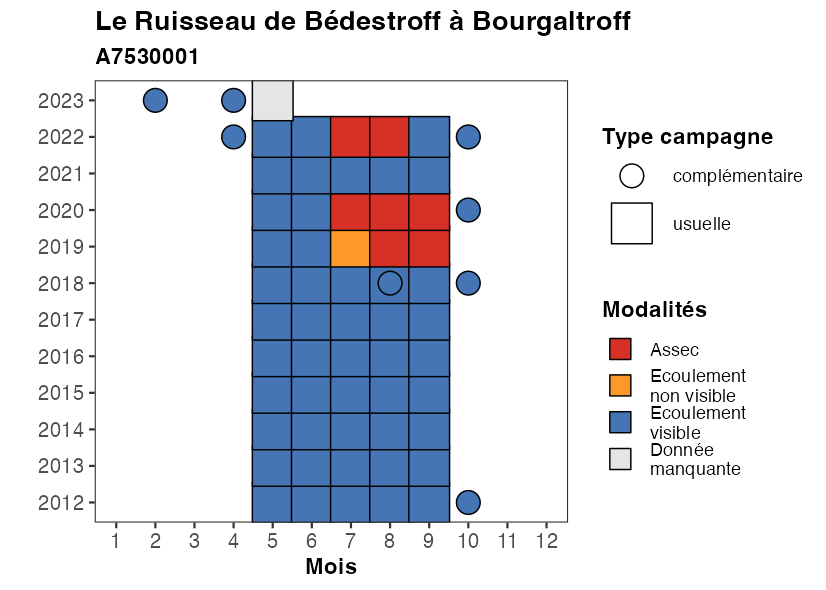 Le Ruisseau de Bédestroff à Bourgaltroff
A7530001
2023
2022
2021
2020
2019
2018
2017
2016
2015
2014
2013
2012
1 2 3 4 5 6 7 8 9 10 11 12
Mois
Type campagne
complémentaire
usuelle
Modalités
Assec
Ecoulement
non visible
Ecoulement
visible
Donnée
manquante